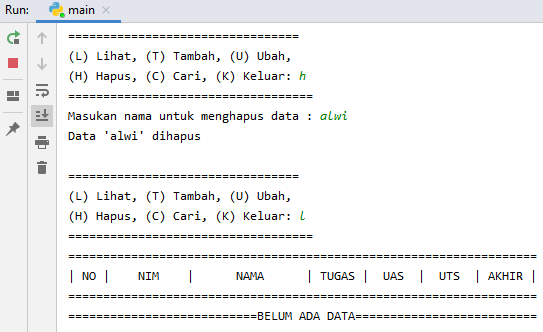 Run: main
=================================
(L) Lihat, (T) Tambah, (U) Ubah,
(H) Hapus, (C) Cari, (K) Keluar: h
===================================
Masukan nama untuk menghapus data : alwi
Data 'alwi' dihapus
=================================
(L) Lihat, (T) Tambah, (U) Ubah,
(H) Hapus, (C) Cari, (K) Keluar: l
===================================
===================================================================
| NO |    NIM    |      NAMA      | TUGAS |  UAS  |  UTS  | AKHIR |
===================================================================
===========================BELUM ADA DATA==========================